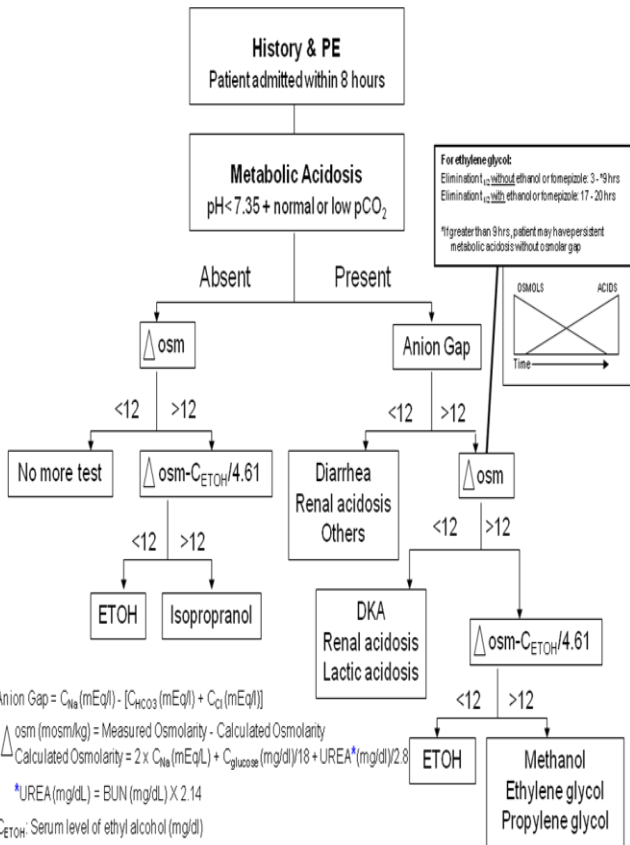 History & PE
Patient admitted within 8 hours
Metabolic Acidosis
pH< 7.35 + normal or low pCO2
For ethylene glycol:
Elimination t1/2 without ethanol or fomepizole: 3 - *9 hrs
Elimination t1/2 with ethanol or fomepizole: 17 - 20 hrs
*If greater than 9 hrs, patient may have persistent
metabolic acidosis without osmolar gap
OSMOLS ACIDS
Time
Absent Present
△ osm
Anion Gap
<12 >12
<12 >12
No more test
△ osm-CETOH/4.61
Diarrhea
Renal acidosis
Others
△ osm
<12 >12
<12 >12
ETOH
Isopropanol
DKA
Renal acidosis
Lactic acidosis
△ osm-CETOH/4.61
<12 >12
ETOH
Methanol
Ethylene glycol
Propylene glycol
Anion Gap = CNa (mEq/l) - [CHCO3 (mEq/l) + CCl (mEq/l)]
△ osm (mosm/kg) = Measured Osmolarity - Calculated Osmolarity
Calculated Osmolarity = 2 x CNa (mEq/L) + Cglucose (mg/dl)/18 + UREA* (mg/dl)/2.8
*UREA (mg/dL) = BUN (mg/dL) X 2.14
CETOH: Serum level of ethyl alcohol (mg/dl)